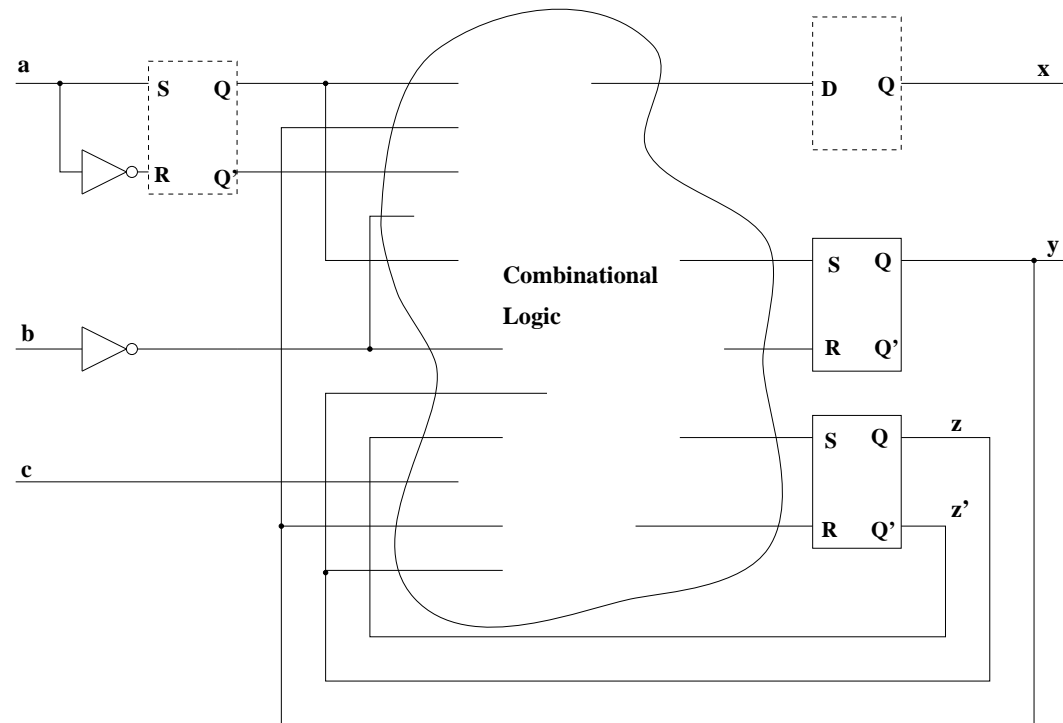 a
S Q
R Q’
b
c
Combinational
Logic
D Q
x
S Q
y
R Q’
S Q
z
R Q’
z’